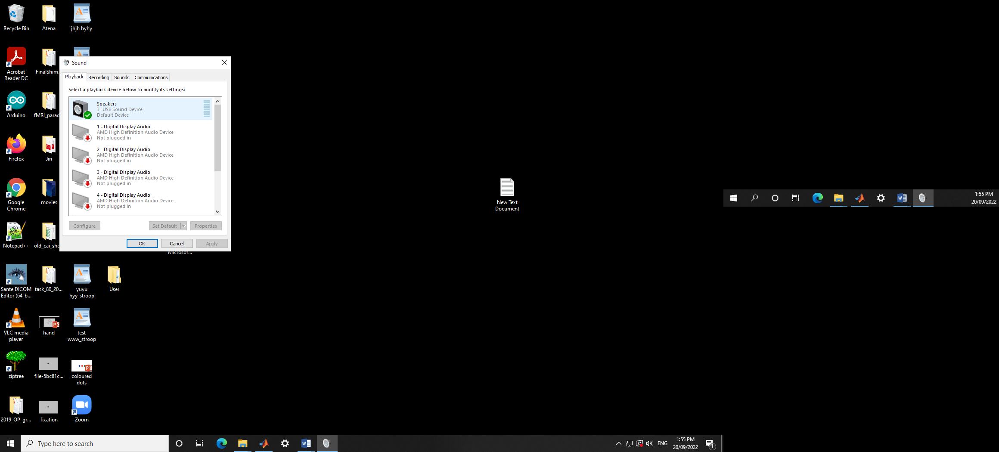 Recycle Bin
Atena
jhjh hyhy
Acrobat
Reader DC
FinalShim.
Arduino
fMRI_parad
Firefox
Jin
Google
Chrome
movies
Notepad++
old_cai_shc
Microsof...
Sante DICOM
Editor (64-b...
task_80_20...
yuyu
hyy_stroop
User
VLC media
player
hand
test
www_stroop
ziptree
file-5bc81c...
coloured
dots
2019_OP_gr...
fixation
Zoom
Sound
Playback
Recording
Sounds
Communications
Select a playback device below to modify its settings:
Speakers
3- USB Sound Device
Default Device
1 - Digital Display Audio
AMD High Definition Audio Device
Not plugged in
2 - Digital Display Audio
AMD High Definition Audio Device
Not plugged in
3 - Digital Display Audio
AMD High Definition Audio Device
Not plugged in
4 - Digital Display Audio
AMD High Definition Audio Device
Not plugged in
Configure
Set Default
Properties
OK
Cancel
Apply
New Text
Document
1:55 PM
20/09/2022
Type here to search
ENG
1:55 PM
20/09/2022
1